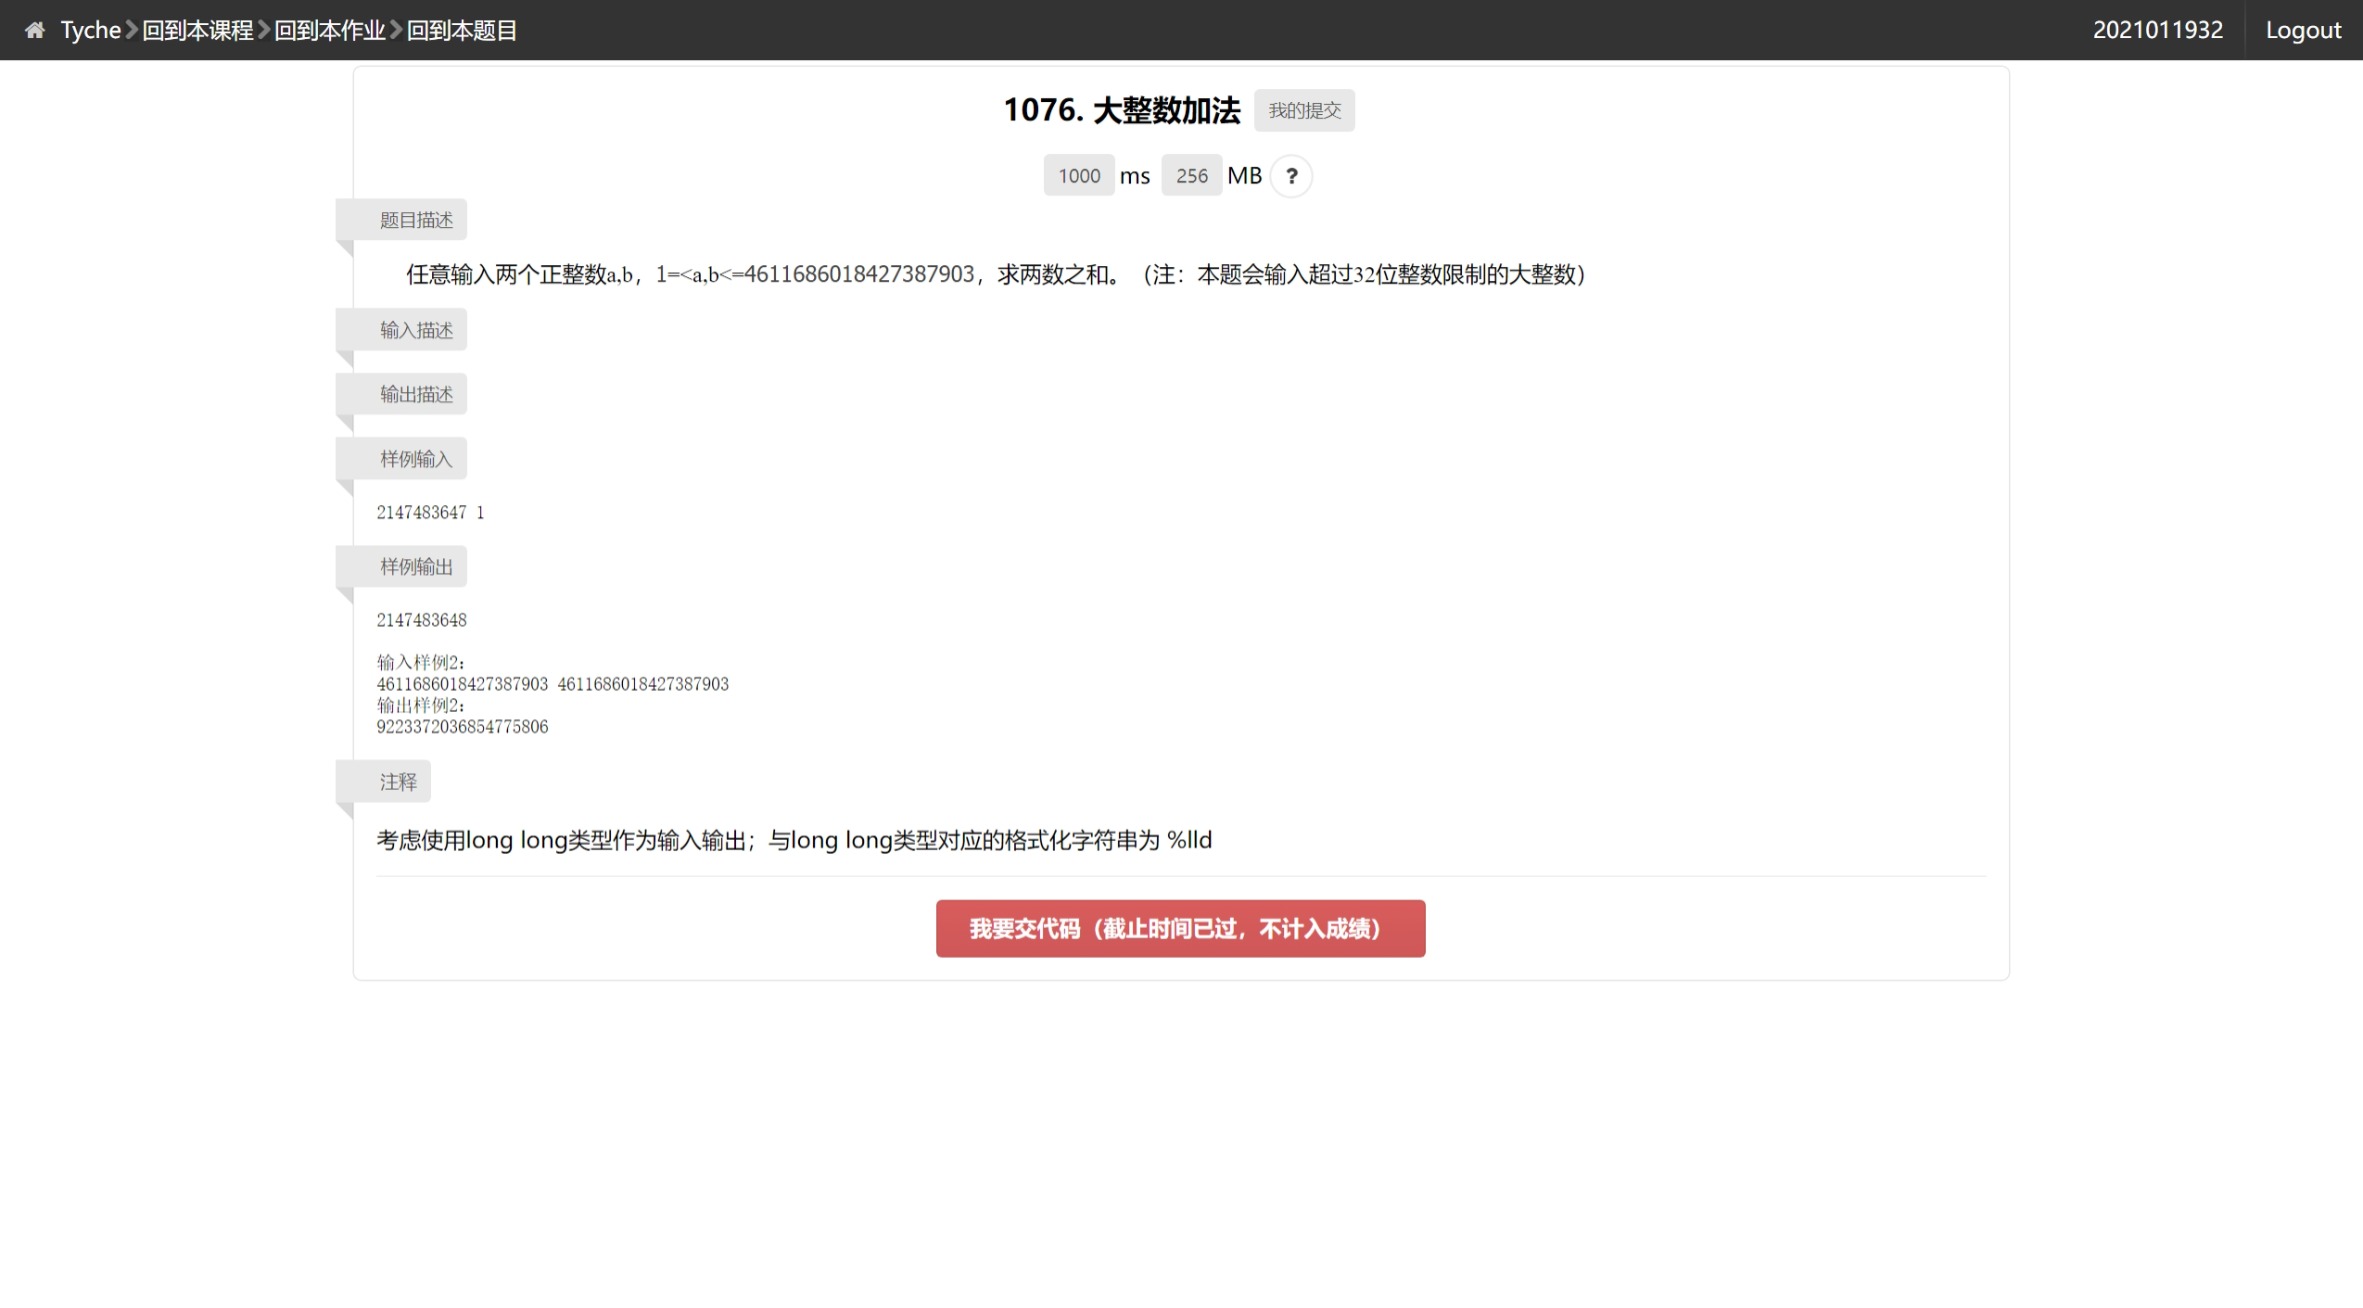 Tyche 回到本课程 回到本作业 回到本题目 2021011932 Logout
1076. 大整数加法 我的提交
1000 ms 256 MB ?
题目描述
任意输入两个正整数a,b，1=<a,b<=4611686018427387903，求两数之和。（注：本题会输入超过32位整数限制的大整数）
输入描述
输出描述
样例输入
2147483647 1
样例输出
2147483648
输入样例2：
4611686018427387903 4611686018427387903
输出样例2：
9223372036854775806
注释
考虑使用long long类型作为输入输出；与long long类型对应的格式化字符串为 %lld
我要交代码（截止时间已过，不计入成绩）